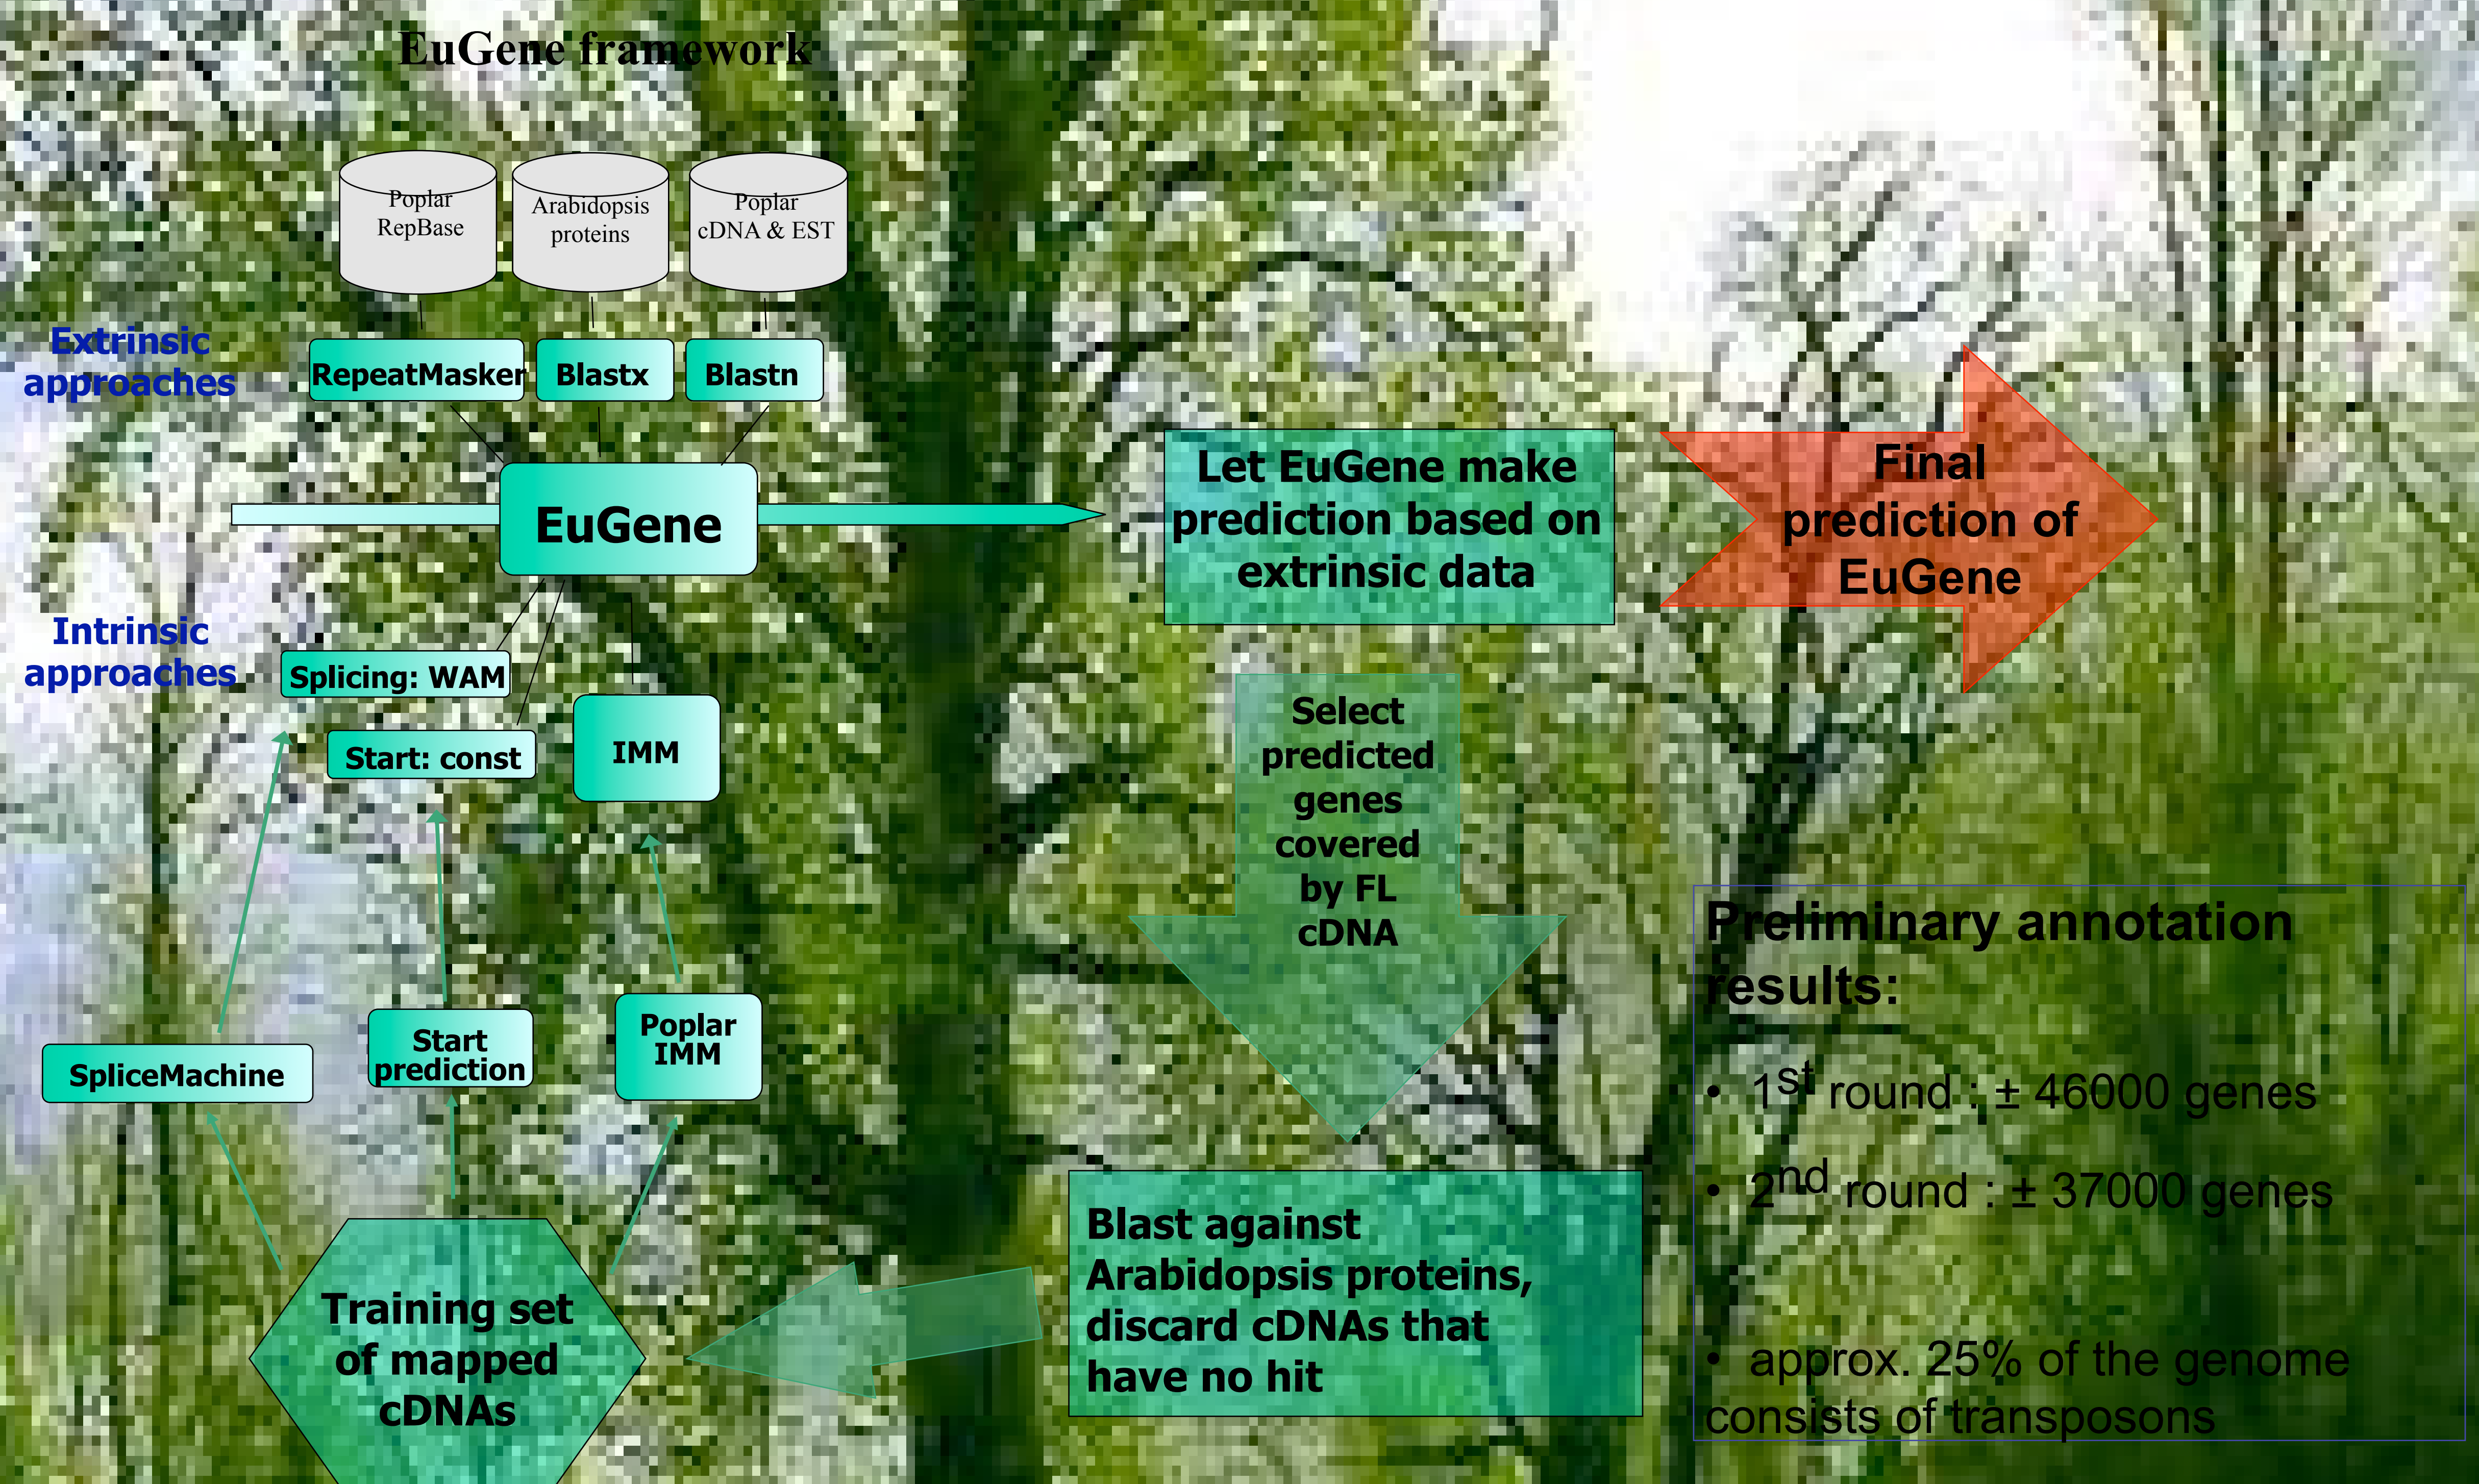 EuGene framework
Poplar
RepBase
Arabidopsis
proteins
Poplar
cDNA & EST
Extrinsic
approaches
RepeatMasker
Blastx
Blastn
EuGene
Let EuGene make
prediction based on
extrinsic data
Final
prediction of
EuGene
Intrinsic
approaches
Splicing: WAM
Start: const
IMM
Select
predicted
genes
covered
by FL
cDNA
SpliceMachine
Start
prediction
Poplar
IMM
Training set
of mapped
cDNAs
Blast against
Arabidopsis proteins,
discard cDNAs that
have no hit
Preliminary annotation
results:
• 1st round : ± 46000 genes
• 2nd round : ± 37000 genes
• approx. 25% of the genome
consists of transposons